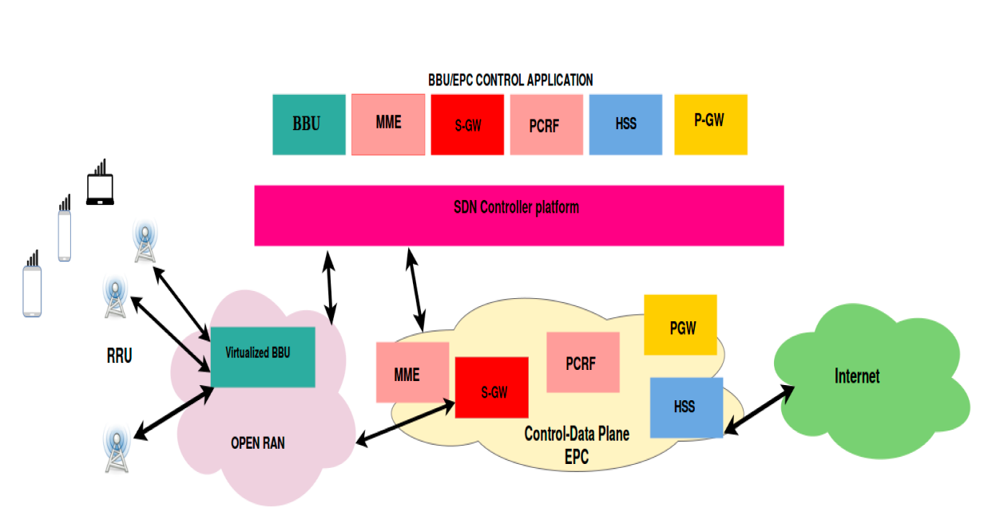 BBU/EPC CONTROL APPLICATION
BBU
MME
S-GW
PCRF
HSS
P-GW
SDN Controller platform
RRU
Virtualized BBU
OPEN RAN
MME
S-GW
PCRF
PGW
HSS
Control-Data Plane
EPC
Internet